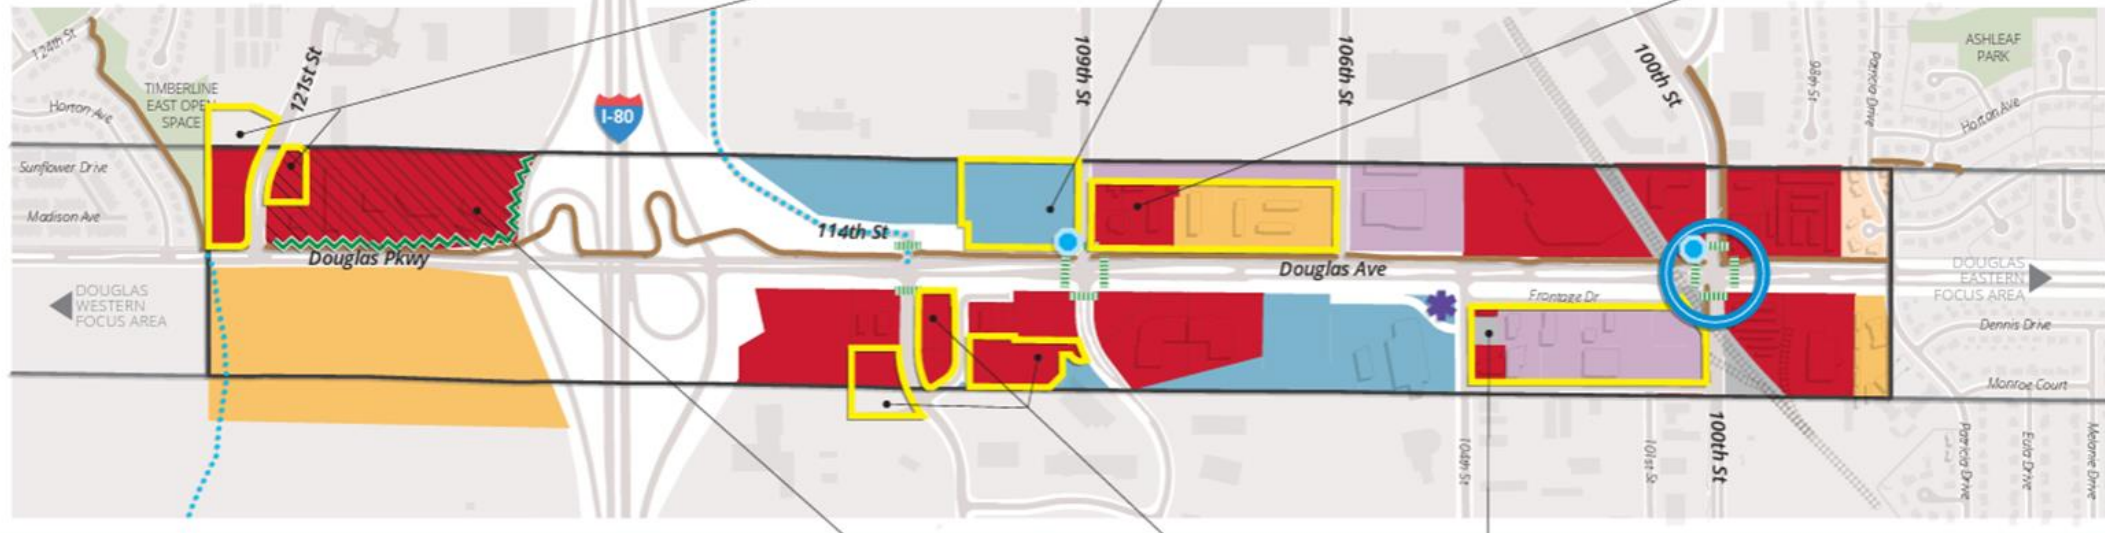 124th St
Horton Ave
TIMBERLINE
EAST OPEN
SPACE
121st St
Sunflower Drive
Madison Ave
Douglas Pkwy
DOUGLAS
WESTERN
FOCUS AREA
I-80
114th St
109th St
106th St
Douglas Ave
Frontage Dr
100th St
98th St
Patricia Drive
ASHLEAF
PARK
Horton Ave
DOUGLAS
EASTERN
FOCUS AREA
Dennis Drive
Monroe Court
104th St
101st St
100th St
Patricia Drive
Eula Drive
Melanie Drive